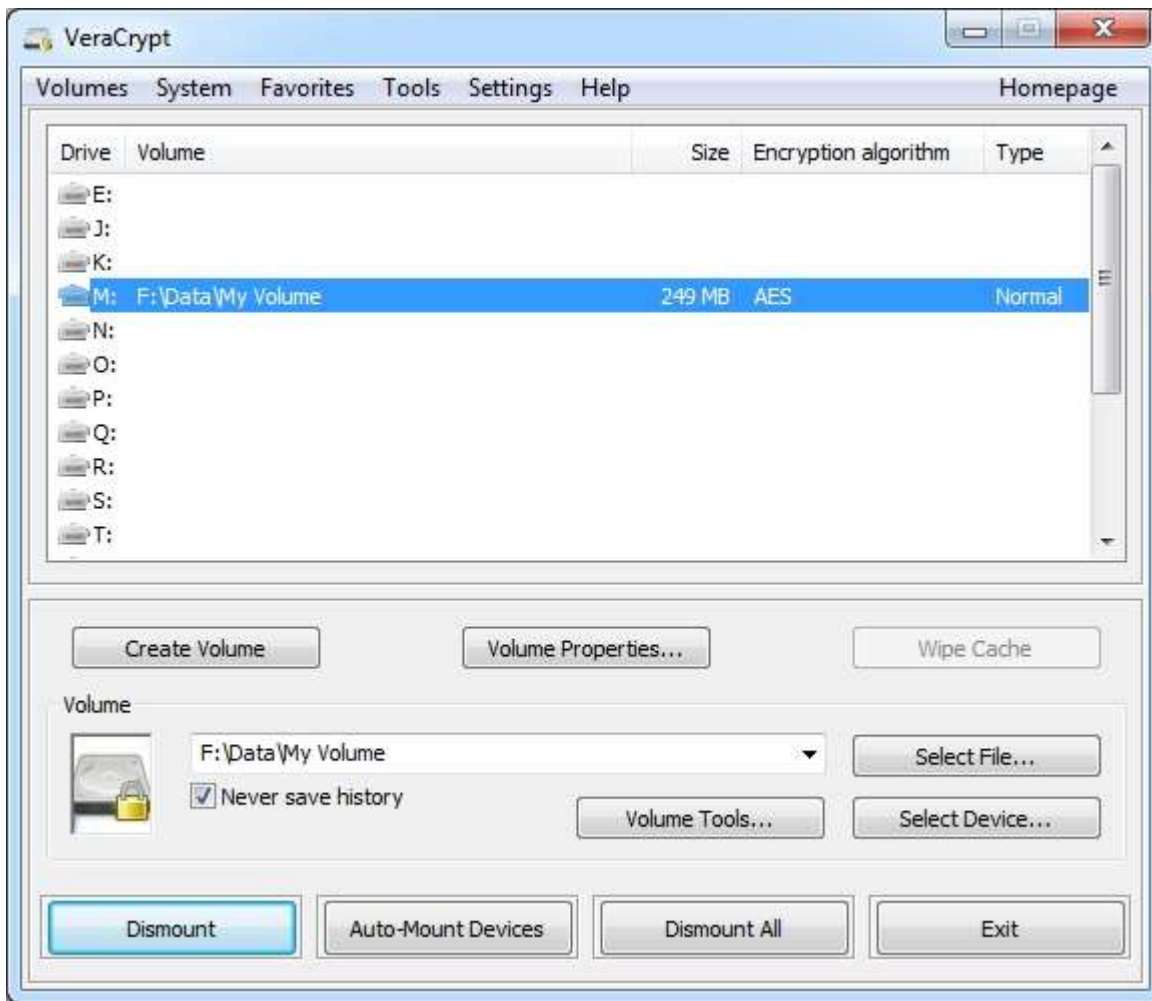 VeraCrypt
Volumes System Favorites Tools Settings Help Homepage
Drive Volume Size Encryption algorithm Type
E:
J:
K:
M: F:\Data\My Volume 249 MB AES Normal
N:
O:
P:
Q:
R:
S:
T:
Create Volume Volume Properties... Wipe Cache
Volume
F:\Data\My Volume Select File...
Never save history
Volume Tools... Select Device...
Dismount Auto-Mount Devices Dismount All Exit